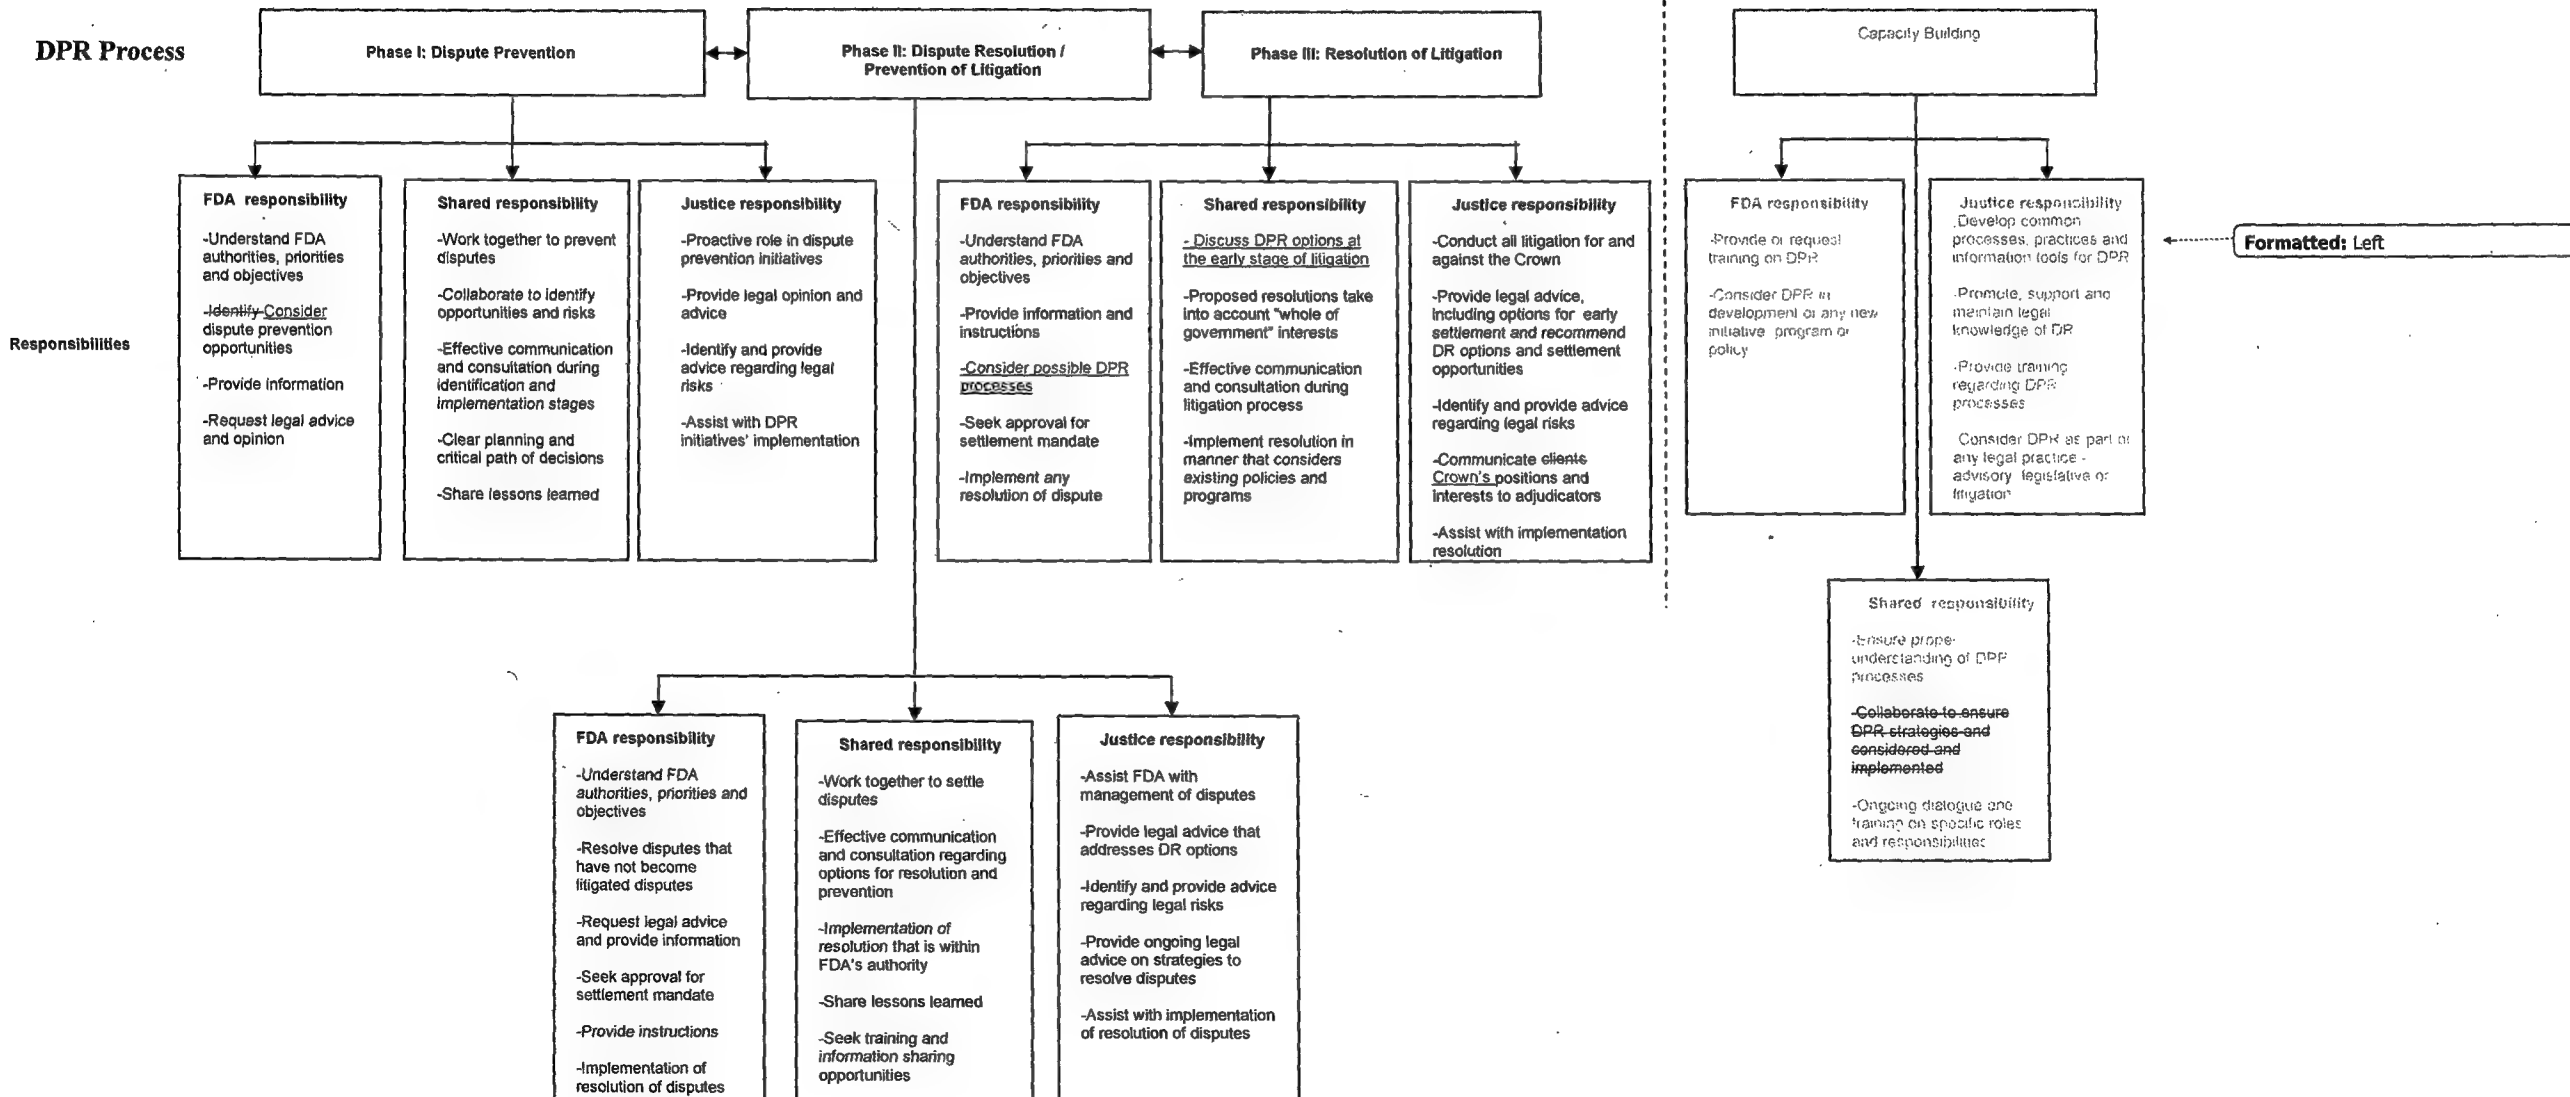 DPR Process
Phase I: Dispute Prevention
Phase II: Dispute Resolution /
Prevention of Litigation
Phase III: Resolution of Litigation
Capacity Building
Responsibilities
FDA responsibility
-Understand FDA
authorities, priorities
and objectives
-Identify Consider
dispute prevention
opportunities
-Provide information
-Request legal advice
and opinion
Shared responsibility
-Work together to prevent
disputes
-Collaborate to identify
opportunities and risks
-Effective communication
and consultation during
identification and
implementation stages
-Clear planning and
critical path of decisions
-Share lessons learned
Justice responsibility
-Proactive role in dispute
prevention initiatives
-Provide legal opinion and
advice
-Identify and provide
advice regarding legal
risks
-Assist with DPR
initiatives' implementation
FDA responsibility
-Understand FDA
authorities, priorities and
objectives
-Provide information and
instructions
-Consider possible DPR
processes
-Seek approval for
settlement mandate
-Implement any
resolution of dispute
Shared responsibility
- Discuss DPR options at
the early stage of litigation
-Proposed resolutions take
into account "whole of
government" interests
-Effective communication
and consultation during
litigation process
-Implement resolution in
manner that considers
existing policies and
programs
Justice responsibility
-Conduct all litigation for and
against the Crown
-Provide legal advice,
including options for early
settlement and recommend
DR options and settlement
opportunities
-Identify and provide advice
regarding legal risks
-Communicate clients
Crown's positions and
interests to adjudicators
-Assist with implementation
resolution
FDA responsibility
-Provide or request
training on DPR
-Consider DPR in
development or any new
initiative program or
policy
Justice responsibility
.Develop common
processes, practices and
information tools for DPR
-Promote, support and
maintain legal
knowledge of DR
-Provide training
regarding DPR
processes
Consider DPR as part of
any legal practice -
advisory legislative or
litigation
Formatted: Left
Shared responsibility
-Ensure proper
understanding of DPR
processes
-Collaborate to ensure
DPR strategies and
considered and
implemented
-Ongoing dialogue and
training on specific roles
and responsibilities
FDA responsibility
-Understand FDA
authorities, priorities and
objectives
-Resolve disputes that
have not become
litigated disputes
-Request legal advice
and provide information
-Seek approval for
settlement mandate
-Provide instructions
-Implementation of
resolution of disputes
Shared responsibility
-Work together to settle
disputes
-Effective communication
and consultation regarding
options for resolution and
prevention
-Implementation of
resolution that is within
FDA's authority
-Share lessons learned
-Seek training and
information sharing
opportunities
Justice responsibility
-Assist FDA with
management of disputes
-Provide legal advice that
addresses DR options
-Identify and provide advice
regarding legal risks
-Provide ongoing legal
advice on strategies to
resolve disputes
-Assist with implementation
of resolution of disputes